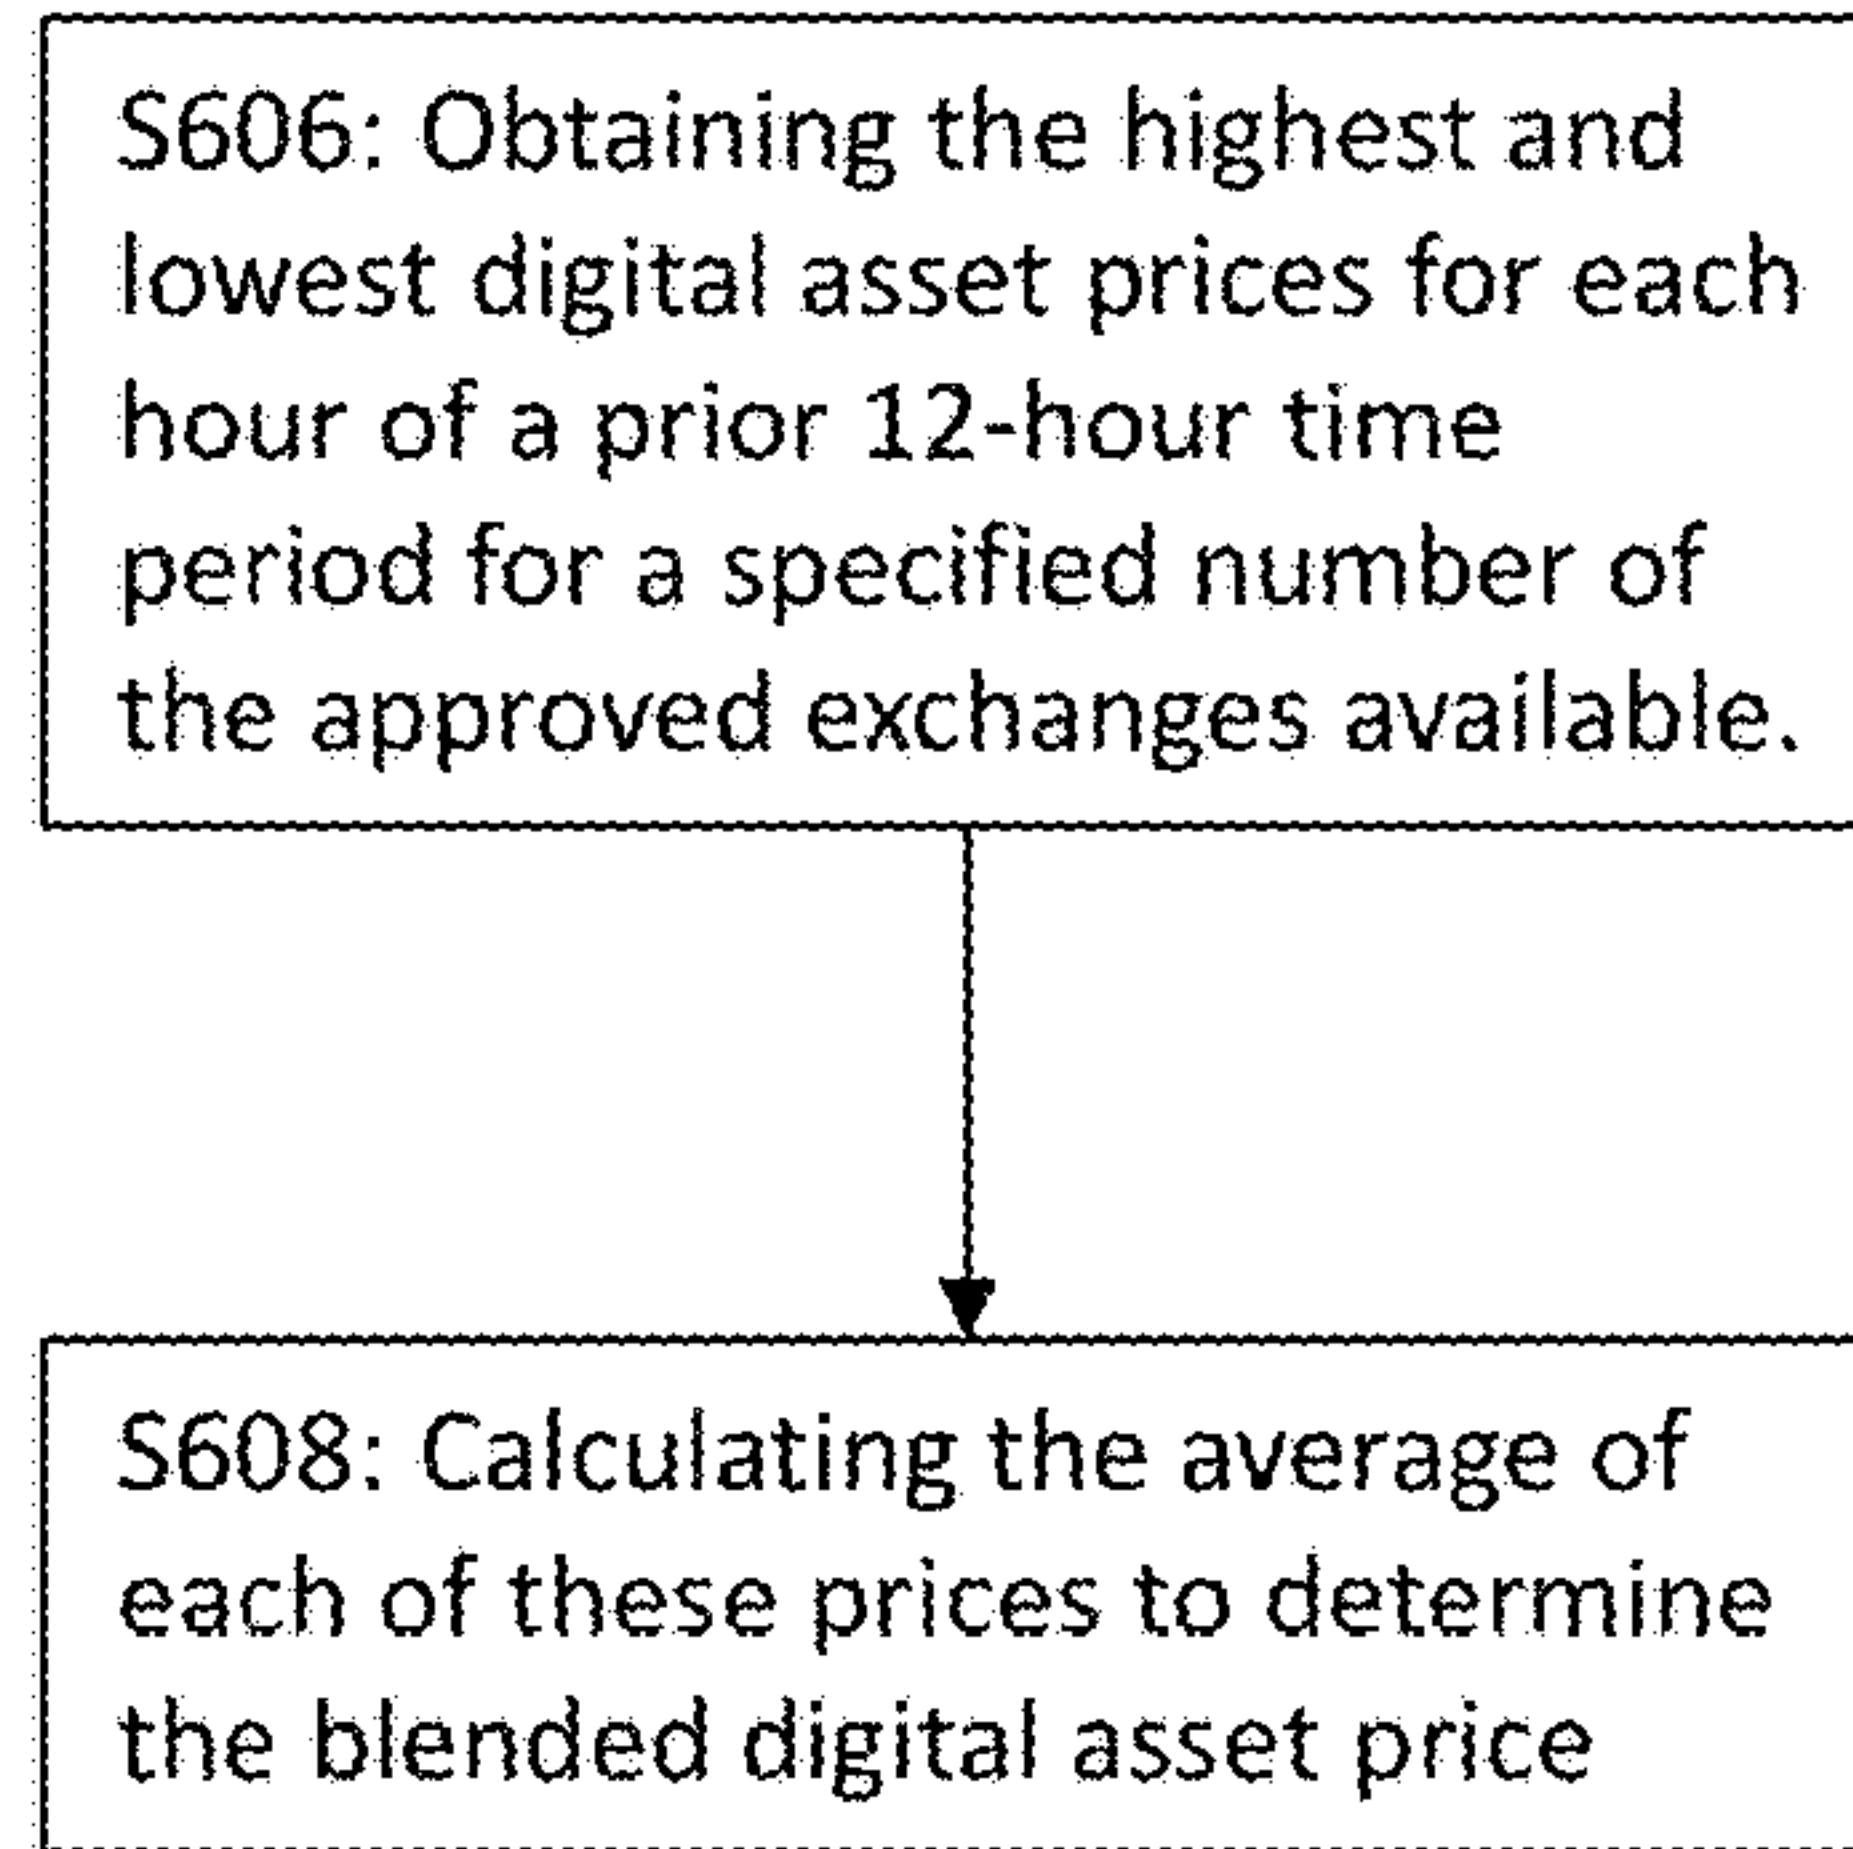 S606: Obtaining the highest and
lowest digital asset prices for each
hour of a prior 12-hour time
period for a specified number of
the approved exchanges available.
S608: Calculating the average of
each of these prices to determine
the blended digital asset price